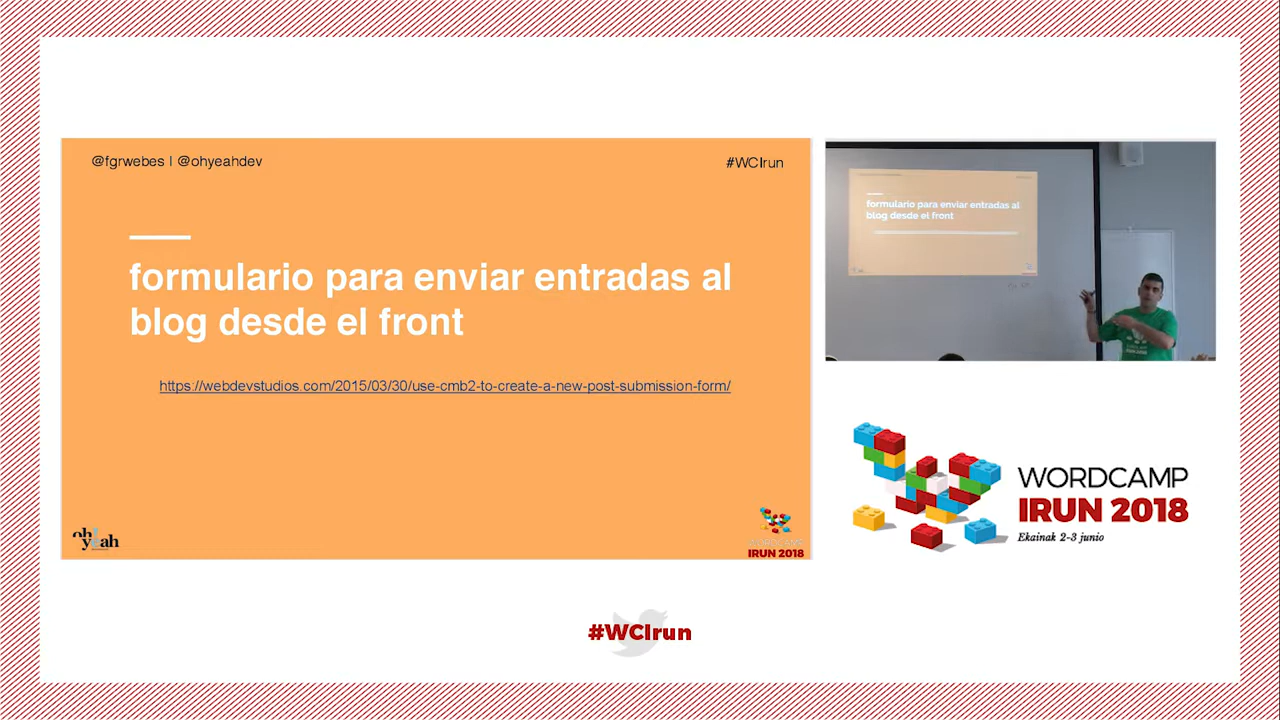 @fgrwebes | @ohyeahdev
#WCIrun
formulario para enviar entradas al
blog desde el front
https://webdevstudios.com/2015/03/30/use-cmb2-to-create-a-new-post-submission-form/
oh
yeah
WORDCAMP
IRUN 2018
formulario para enviar entradas al
blog desde el front
WORDCAMP
IRUN 2018
Ekainak 2-3 junio
#WCIrun